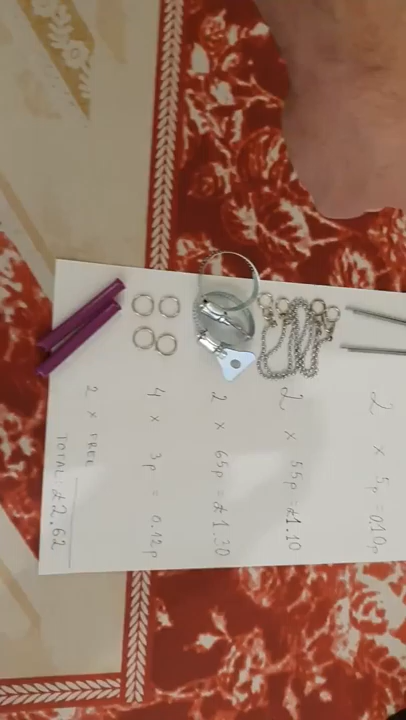 2 x 5p = 0.10p
2 x 55p = £1.10
2 x 65p = £1.30
4 x 3p = 0.12p
2 x FREE
TOTAL: £2.62